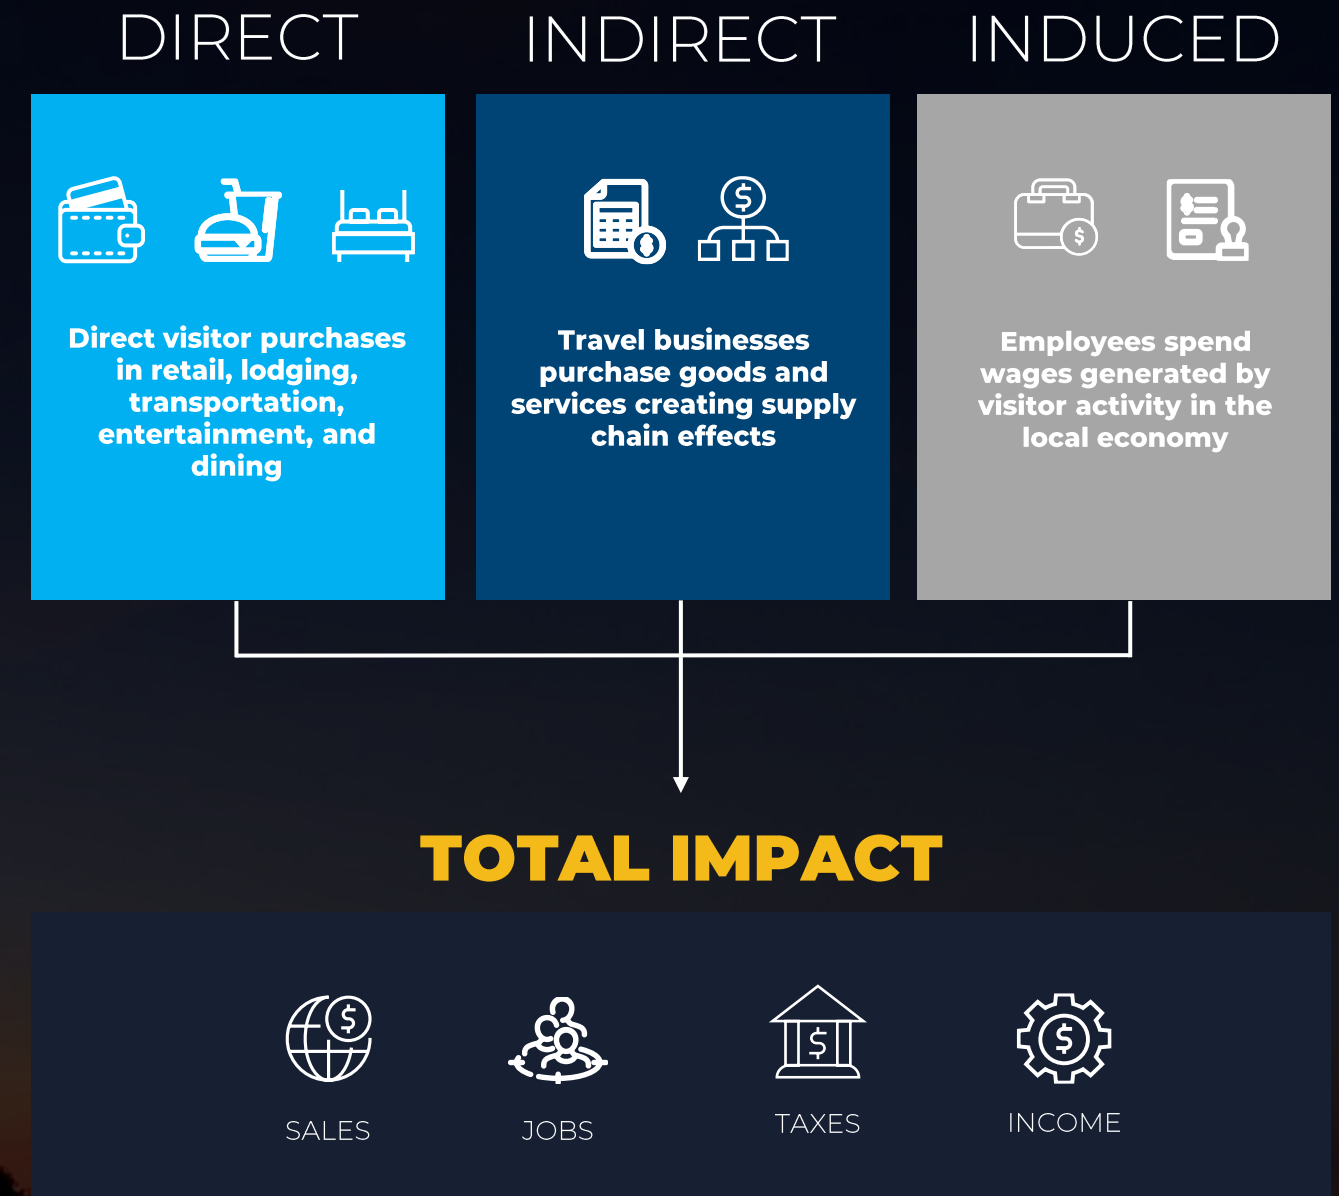 DIRECT
INDIRECT
INDUCED
Direct visitor purchases
in retail, lodging,
transportation,
entertainment, and
dining
Travel businesses
purchase goods and
services creating supply
chain effects
Employees spend
wages generated by
visitor activity in the
local economy
TOTAL IMPACT
SALES
JOBS
TAXES
INCOME